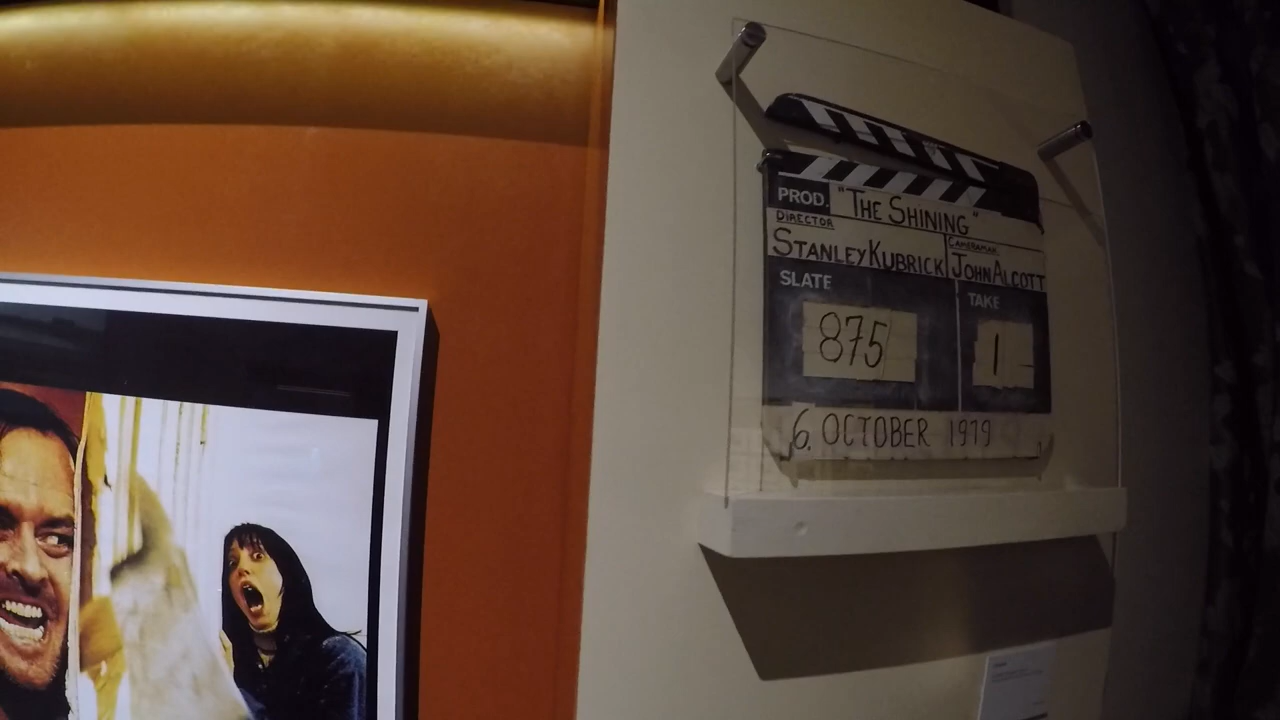 PROD. "THE SHINING"
DIRECTOR CAMERAMAN
STANLEY KUBRICK JOHN ALCOTT
SLATE TAKE
875 1
6. OCTOBER 1979